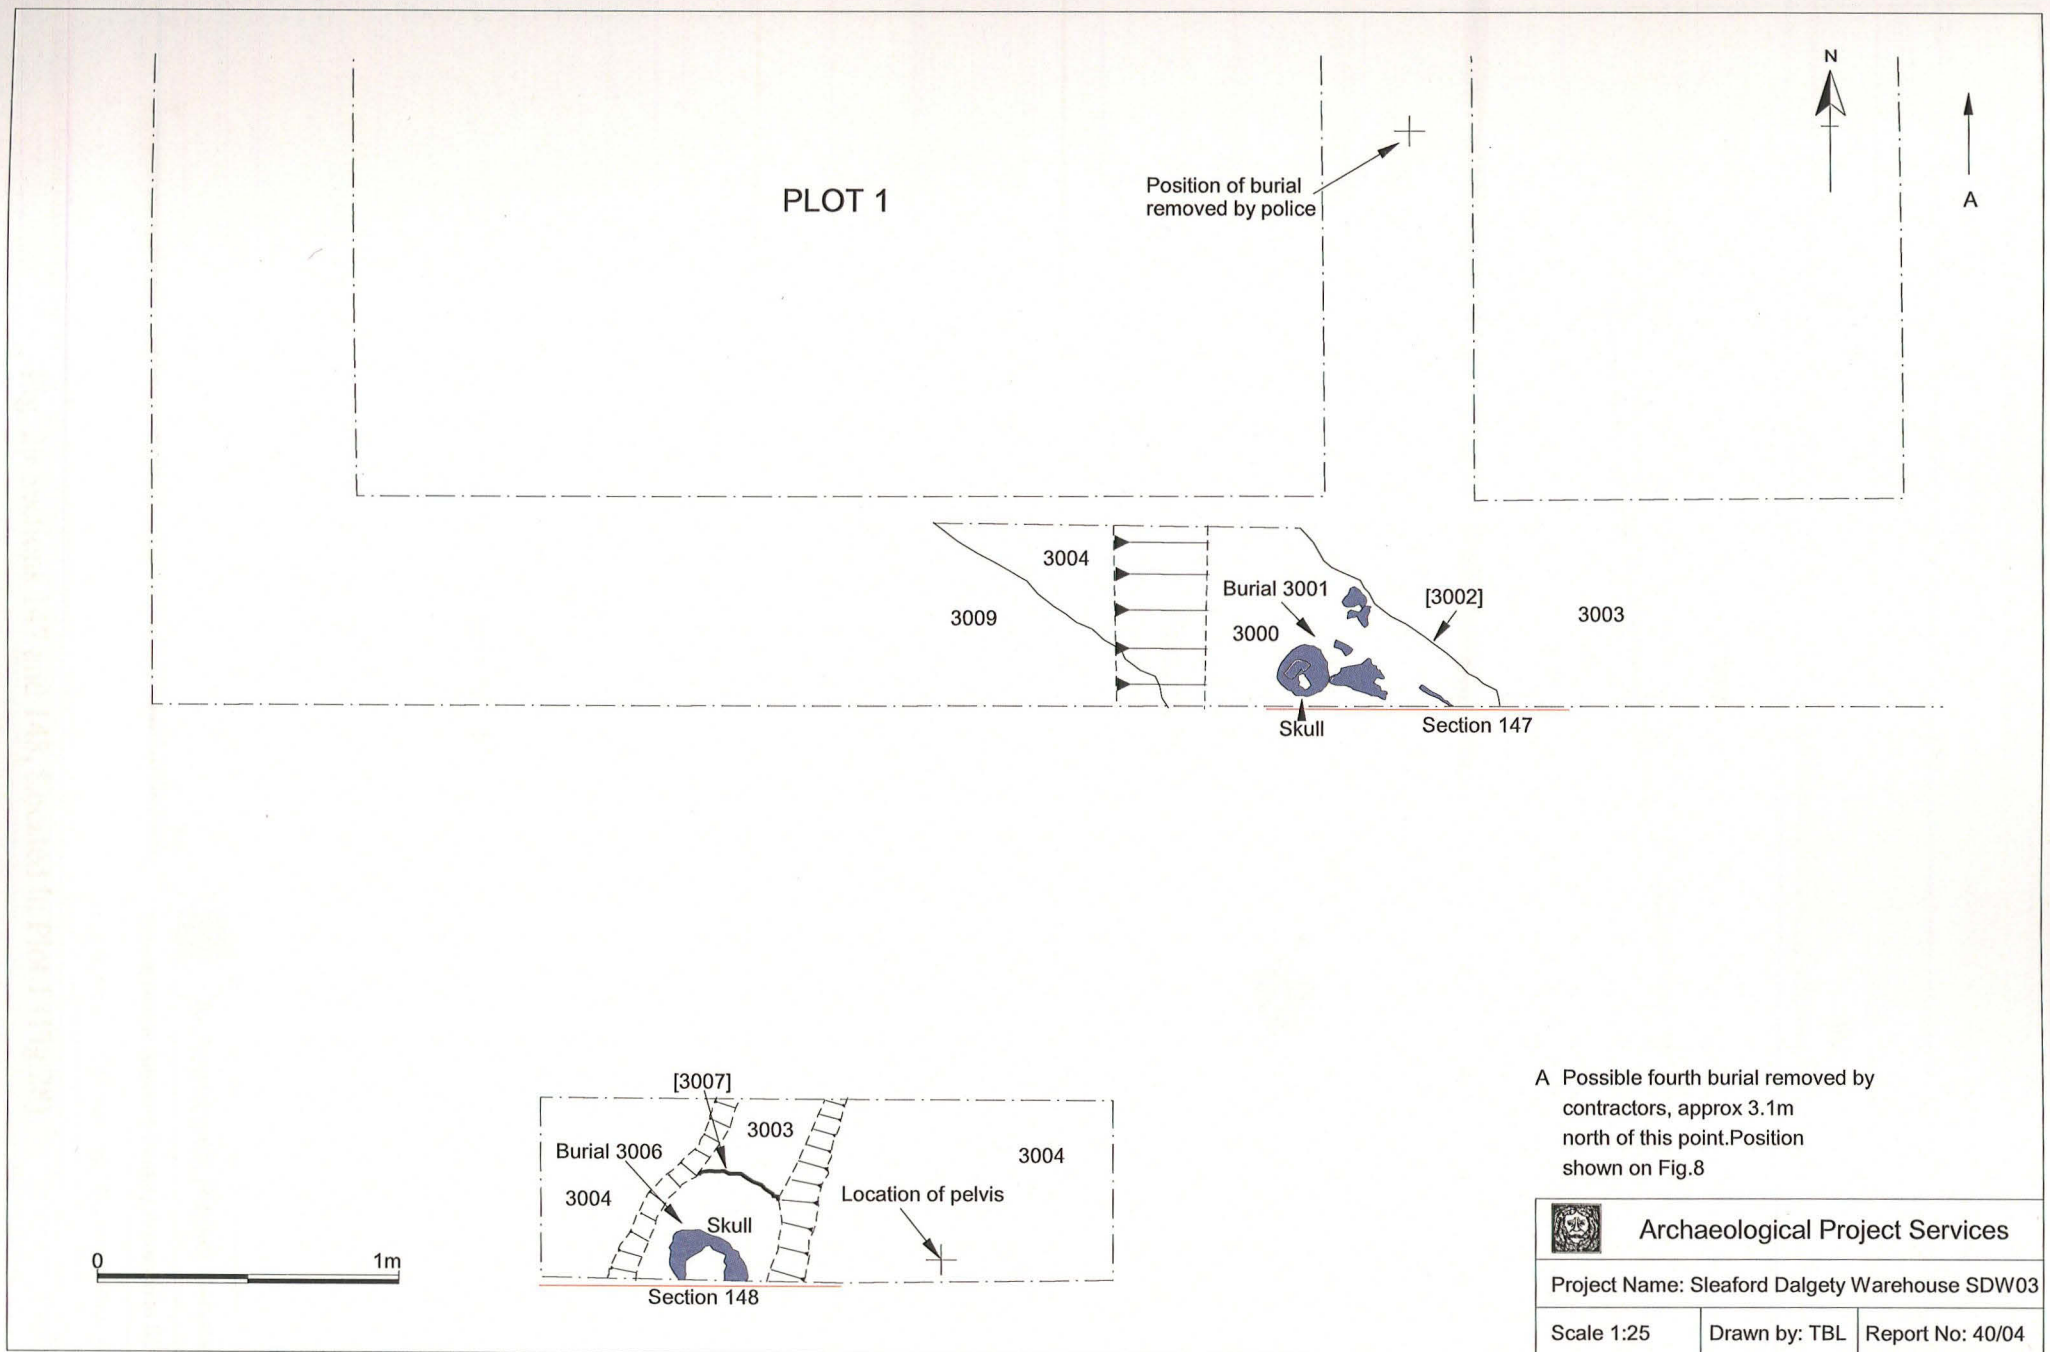 N
A
Position of burial
removed by police
PLOT 1
3004
Burial 3001
[3002]
3009
3000
3003
Skull
Section 147
[3007]
3003
Burial 3006
3004
3004
Location of pelvis
Skull
0
1m
Section 148
A Possible fourth burial removed by
contractors, approx 3.1m
north of this point.Position
shown on Fig.8
Archaeological Project Services
Project Name: Sleaford Dalgety Warehouse SDW03
Scale 1:25
Drawn by: TBL
Report No: 40/04